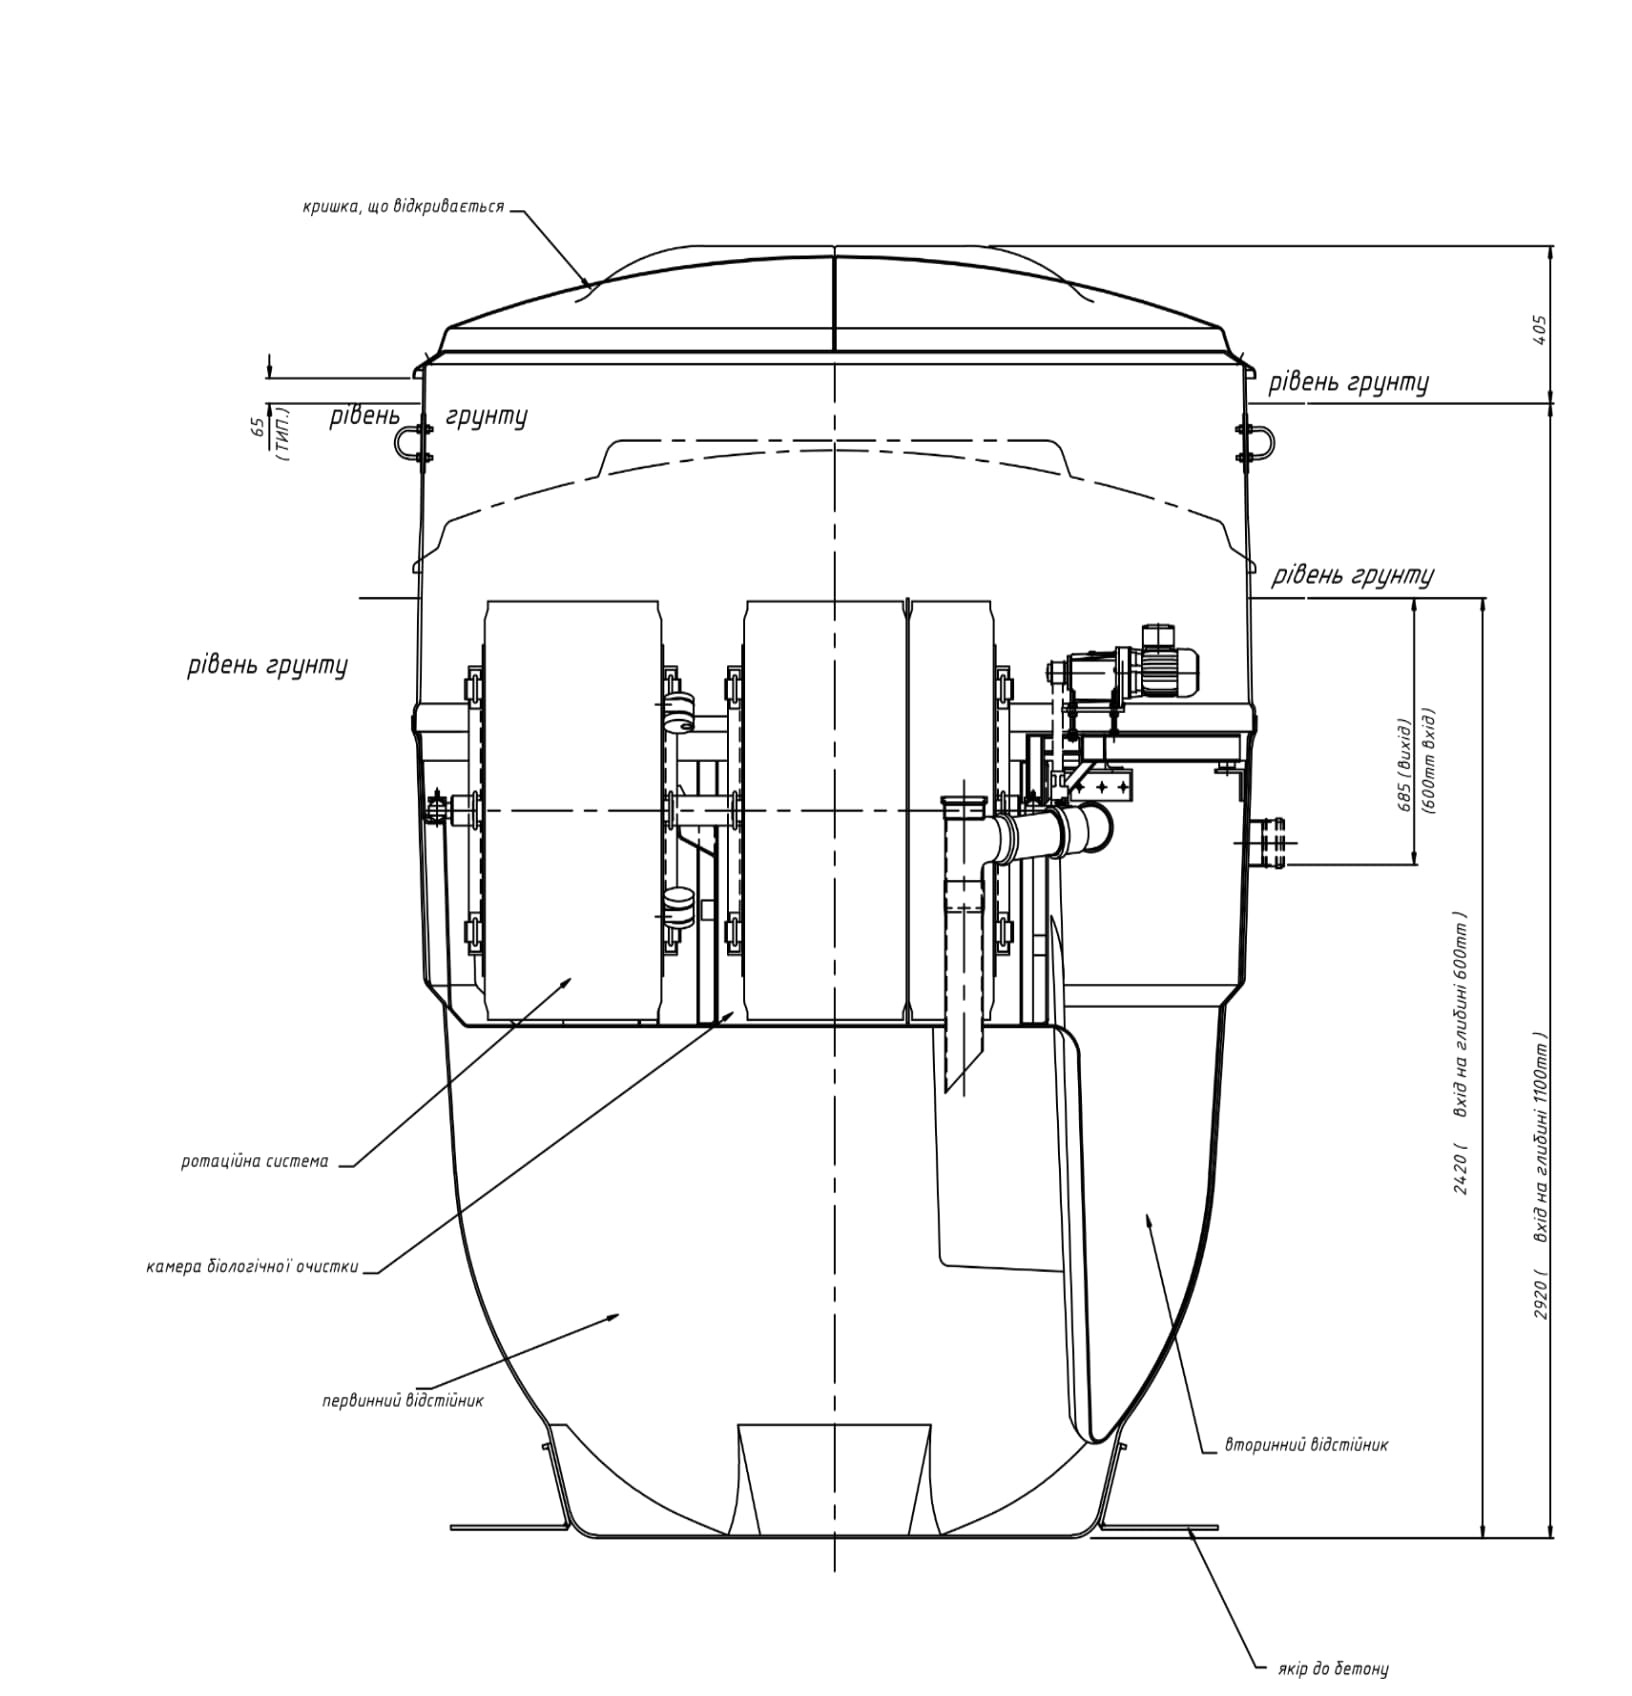 кришка, що відкривається
405
рівень грунту
65
(ТИП.)
рівень грунту
рівень грунту
рівень грунту
685 (вихід)
(600mm вхід)
2420 ( вхід на глибині 600mm )
2920 ( вхід на глибині 1100mm )
ротаційна система
камера біологічної очистки
первинний відстійник
вторинний відстійник
якір до бетону